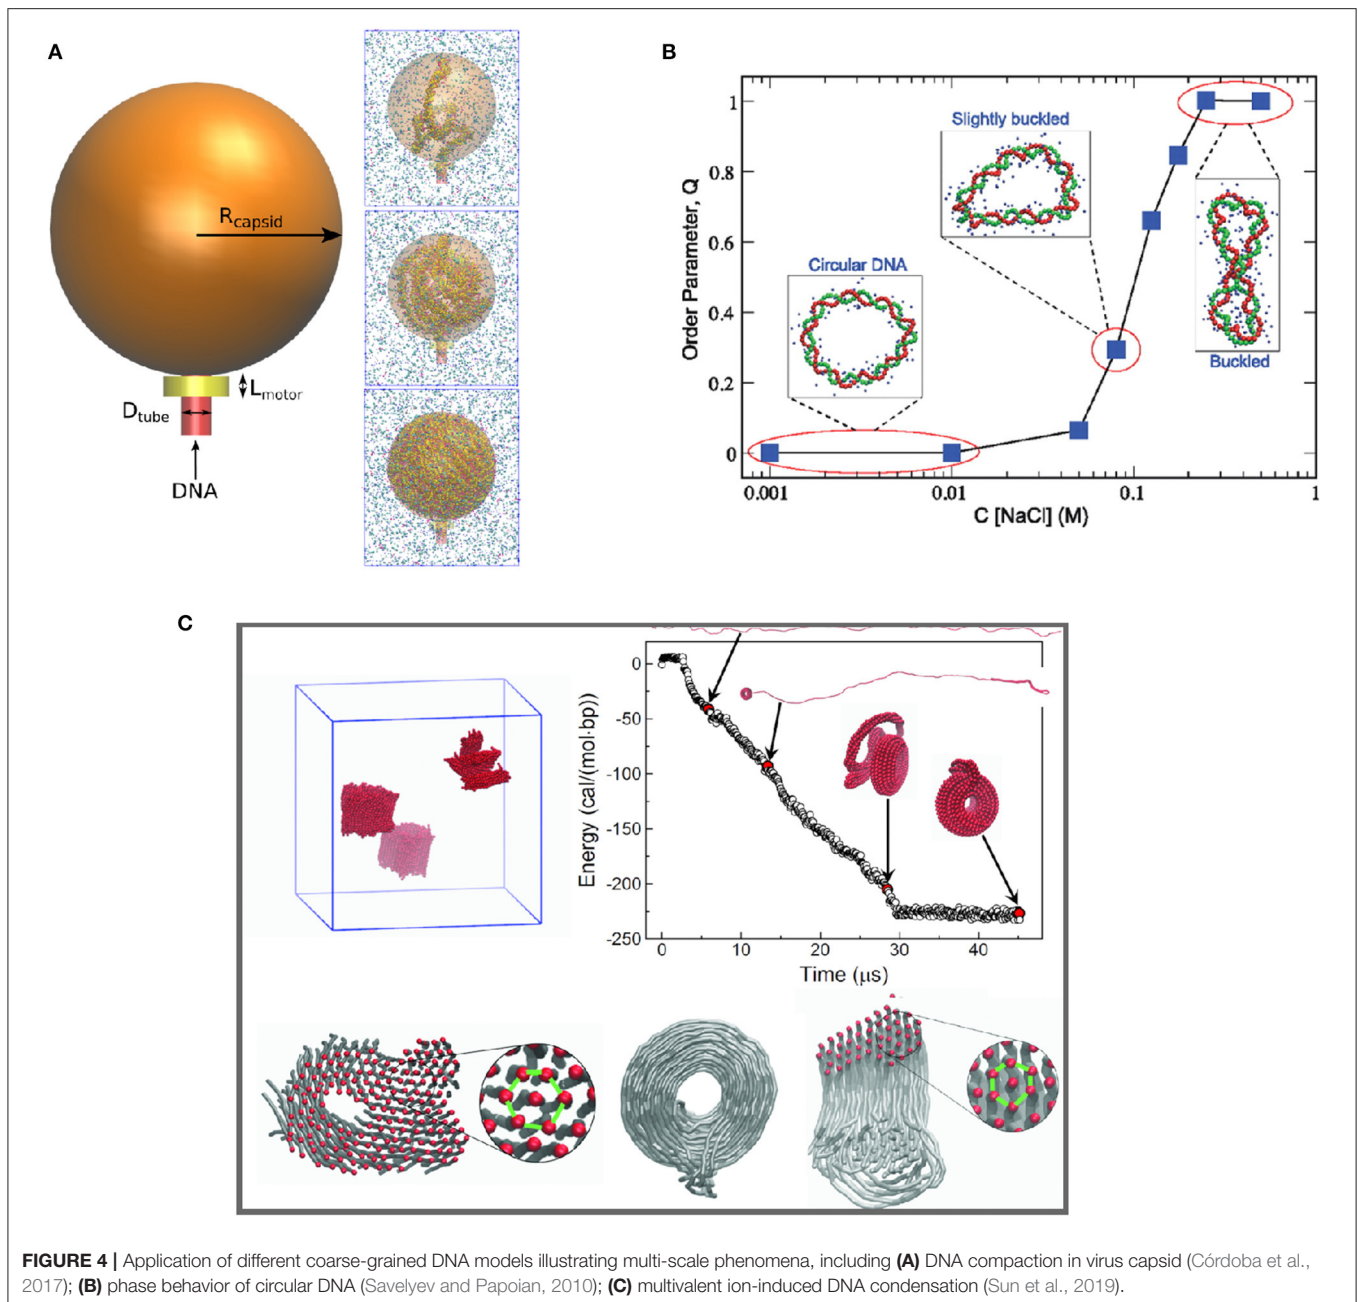 A
R capsid
L motor
D tube
DNA
B
1
0.8
0.6
0.4
0.2
0
Order Parameter, Q
Slightly buckled
Circular DNA
Buckled
0.001
0.01
0.1
1
C [NaCl] (M)
C
0
-50
-100
-150
-200
-250
Energy (cal/(mol·bp))
0
10
20
30
40
Time (μs)
FIGURE 4 | Application of different coarse-grained DNA models illustrating multi-scale phenomena, including (A) DNA compaction in virus capsid (Córdoba et al.,
2017); (B) phase behavior of circular DNA (Savelyev and Papoian, 2010); (C) multivalent ion-induced DNA condensation (Sun et al., 2019).